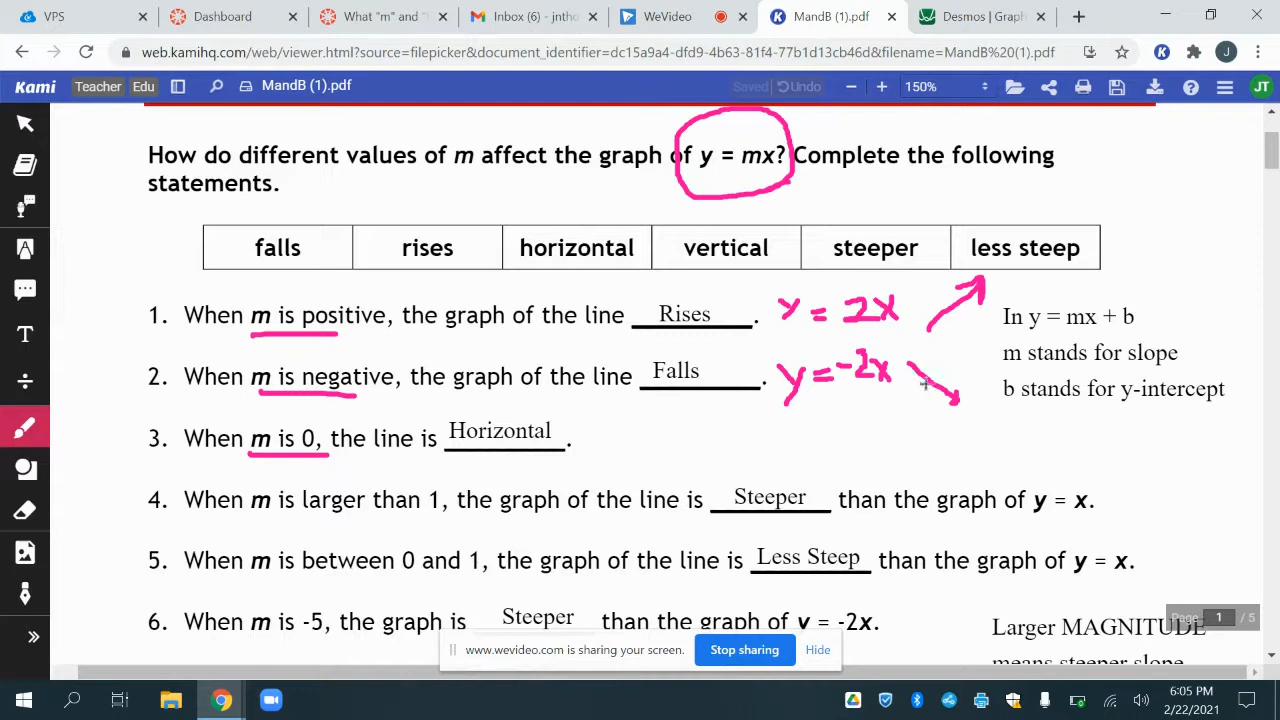 VPS
Dashboard
What "m" and "
Inbox (6) - jntho
WeVideo
MandB (1).pdf
Desmos | Graph
web.kamihq.com/web/viewer.html?source=filepicker&document_identifier=dc15a9a4-dfd9-4b63-81f4-77b1d13cb46d&filename=MandB%20(1).pdf
K
J
Kami Teacher Edu MandB (1).pdf Saved Undo 150% JT
How do different values of m affect the graph of y = mx? Complete the following
statements.
falls rises horizontal vertical steeper less steep
1. When m is positive, the graph of the line Rises. y = 2x
In y = mx + b
m stands for slope
2. When m is negative, the graph of the line Falls. y = -2x
b stands for y-intercept
3. When m is 0, the line is Horizontal.
4. When m is larger than 1, the graph of the line is Steeper than the graph of y = x.
5. When m is between 0 and 1, the graph of the line is Less Steep than the graph of y = x.
6. When m is -5, the graph is Steeper than the graph of y = -2x.
Page 1 / 5
Larger MAGNITUDE
means steeper slope
www.wevideo.com is sharing your screen. Stop sharing Hide
6:05 PM
2/22/2021